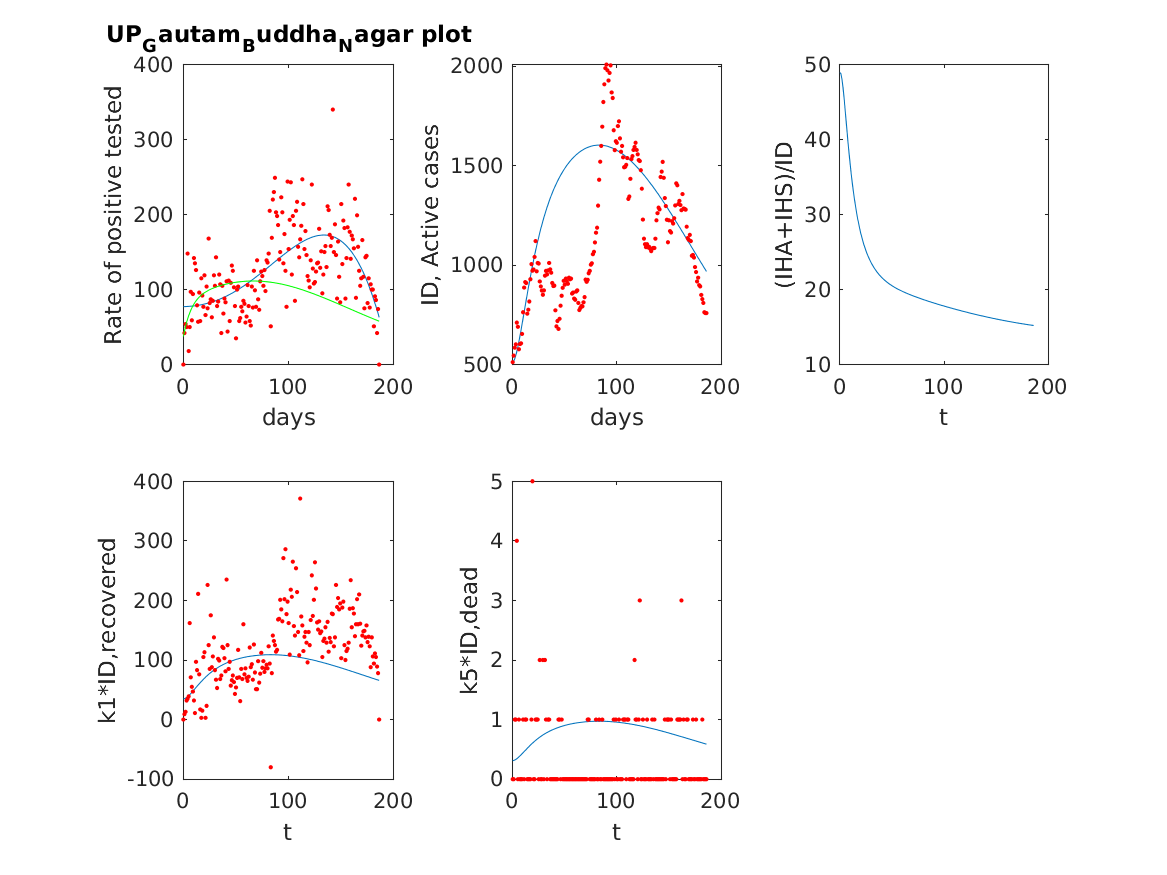 UP_Gautam_Buddha_Nagar plot
400
300
200
100
0
Rate of positive tested
0 100 200
days
2000
1500
1000
500
ID, Active cases
0 100 200
days
50
40
30
20
10
(IHA+IHS)/ID
0 100 200
t
400
300
200
100
0
-100
k1*ID,recovered
0 100 200
t
5
4
3
2
1
0
k5*ID,dead
0 100 200
t